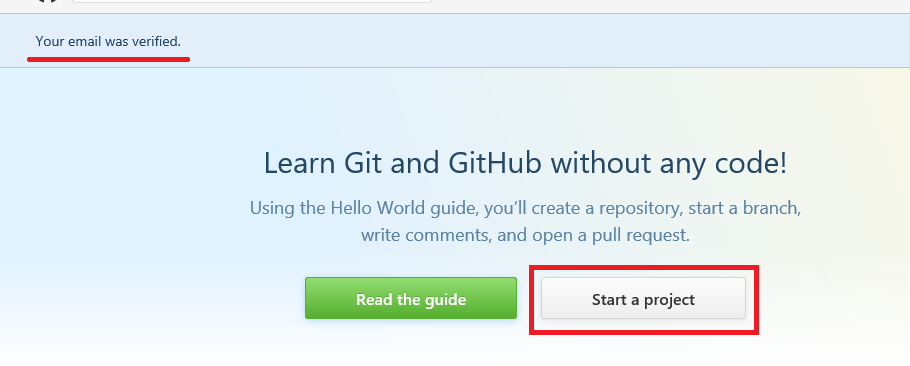 Your email was verified.
Learn Git and GitHub without any code!
Using the Hello World guide, you’ll create a repository, start a branch,
write comments, and open a pull request.
Read the guide
Start a project